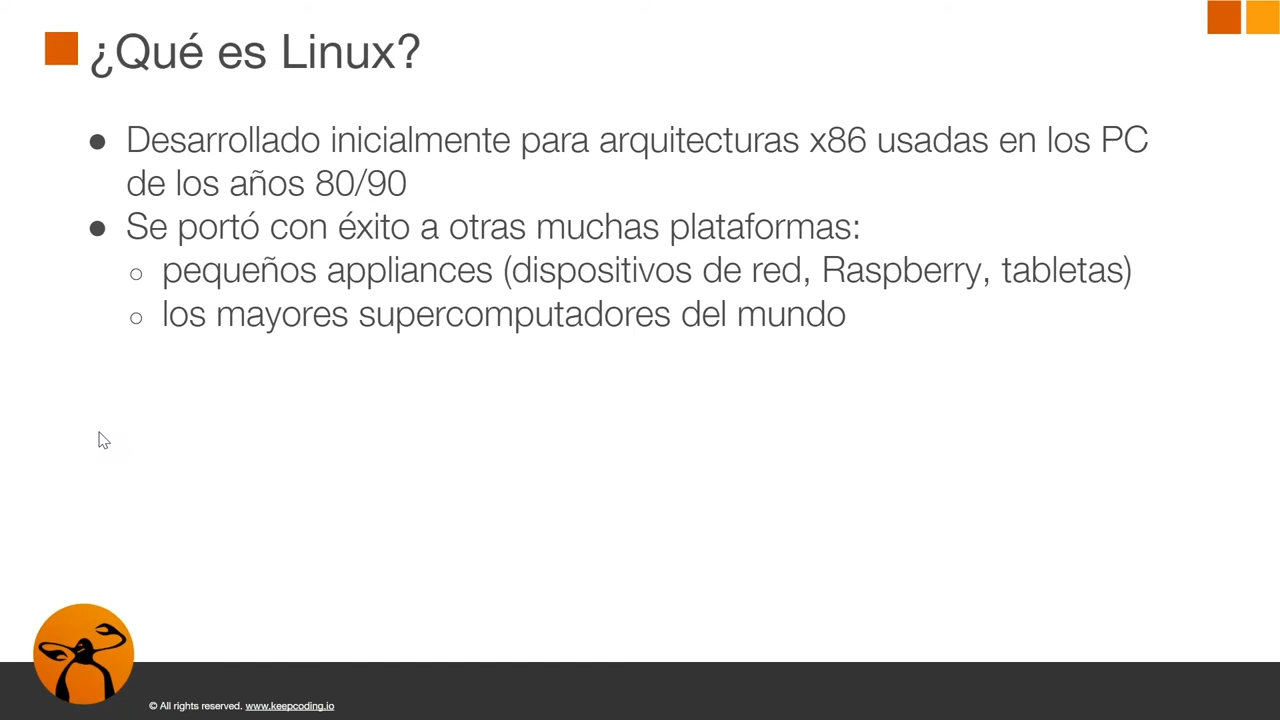 ¿Qué es Linux?
● Desarrollado inicialmente para arquitecturas x86 usadas en los PC
de los años 80/90
● Se portó con éxito a otras muchas plataformas:
○ pequeños appliances (dispositivos de red, Raspberry, tabletas)
○ los mayores supercomputadores del mundo
© All rights reserved. www.keepcoding.io